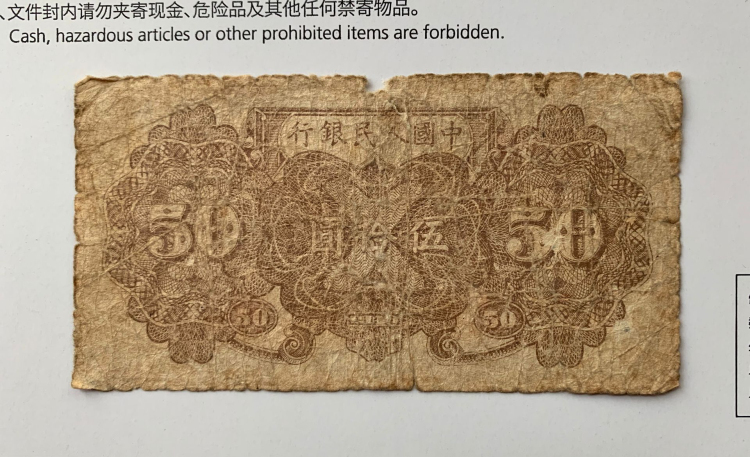 、文件封内请勿夹寄现金、危险品及其他任何禁寄物品。
Cash, hazardous articles or other prohibited items are forbidden.
中國人民銀行
50 伍拾圓 50
50 50